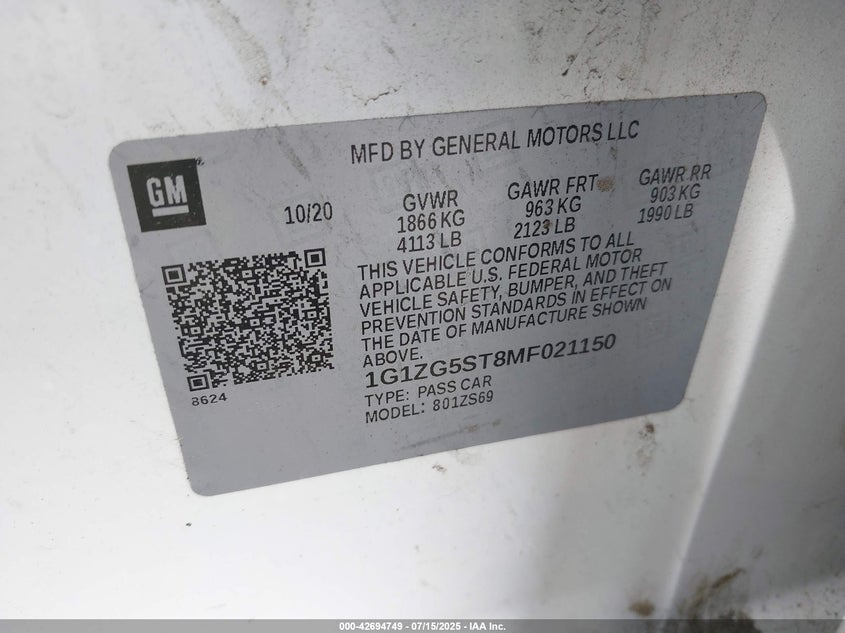 MFD BY GENERAL MOTORS LLC
GM
10/20
GVWR
1866 KG
4113 LB
GAWR FRT
963 KG
2123 LB
GAWR RR
903 KG
1990 LB
THIS VEHICLE CONFORMS TO ALL
APPLICABLE U.S. FEDERAL MOTOR
VEHICLE SAFETY, BUMPER, AND THEFT
PREVENTION STANDARDS IN EFFECT ON
THE DATE OF MANUFACTURE SHOWN
ABOVE.
1G1ZG5ST8MF021150
TYPE: PASS CAR
MODEL: 801ZS69
8624
000-42694749 - 07/15/2025 - IAA Inc.